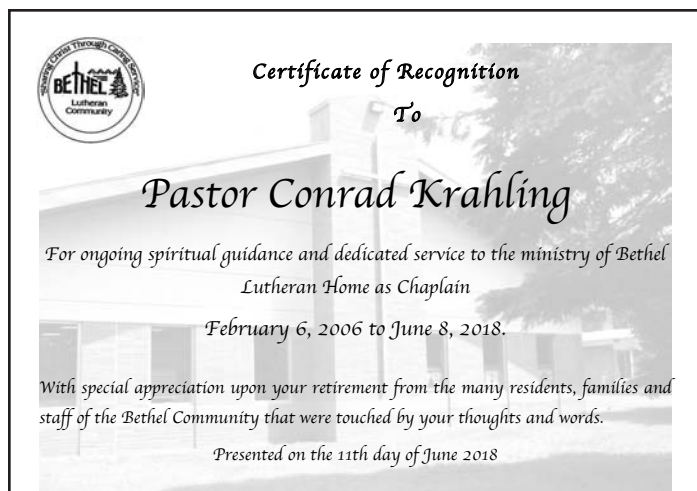 Sharing Christ Through Caring Service
BETHEL
Lutheran
Community
Certificate of Recognition
To
Pastor Conrad Krahling
For ongoing spiritual guidance and dedicated service to the ministry of Bethel
Lutheran Home as Chaplain
February 6, 2006 to June 8, 2018.
With special appreciation upon your retirement from the many residents, families and
staff of the Bethel Community that were touched by your thoughts and words.
Presented on the 11th day of June 2018